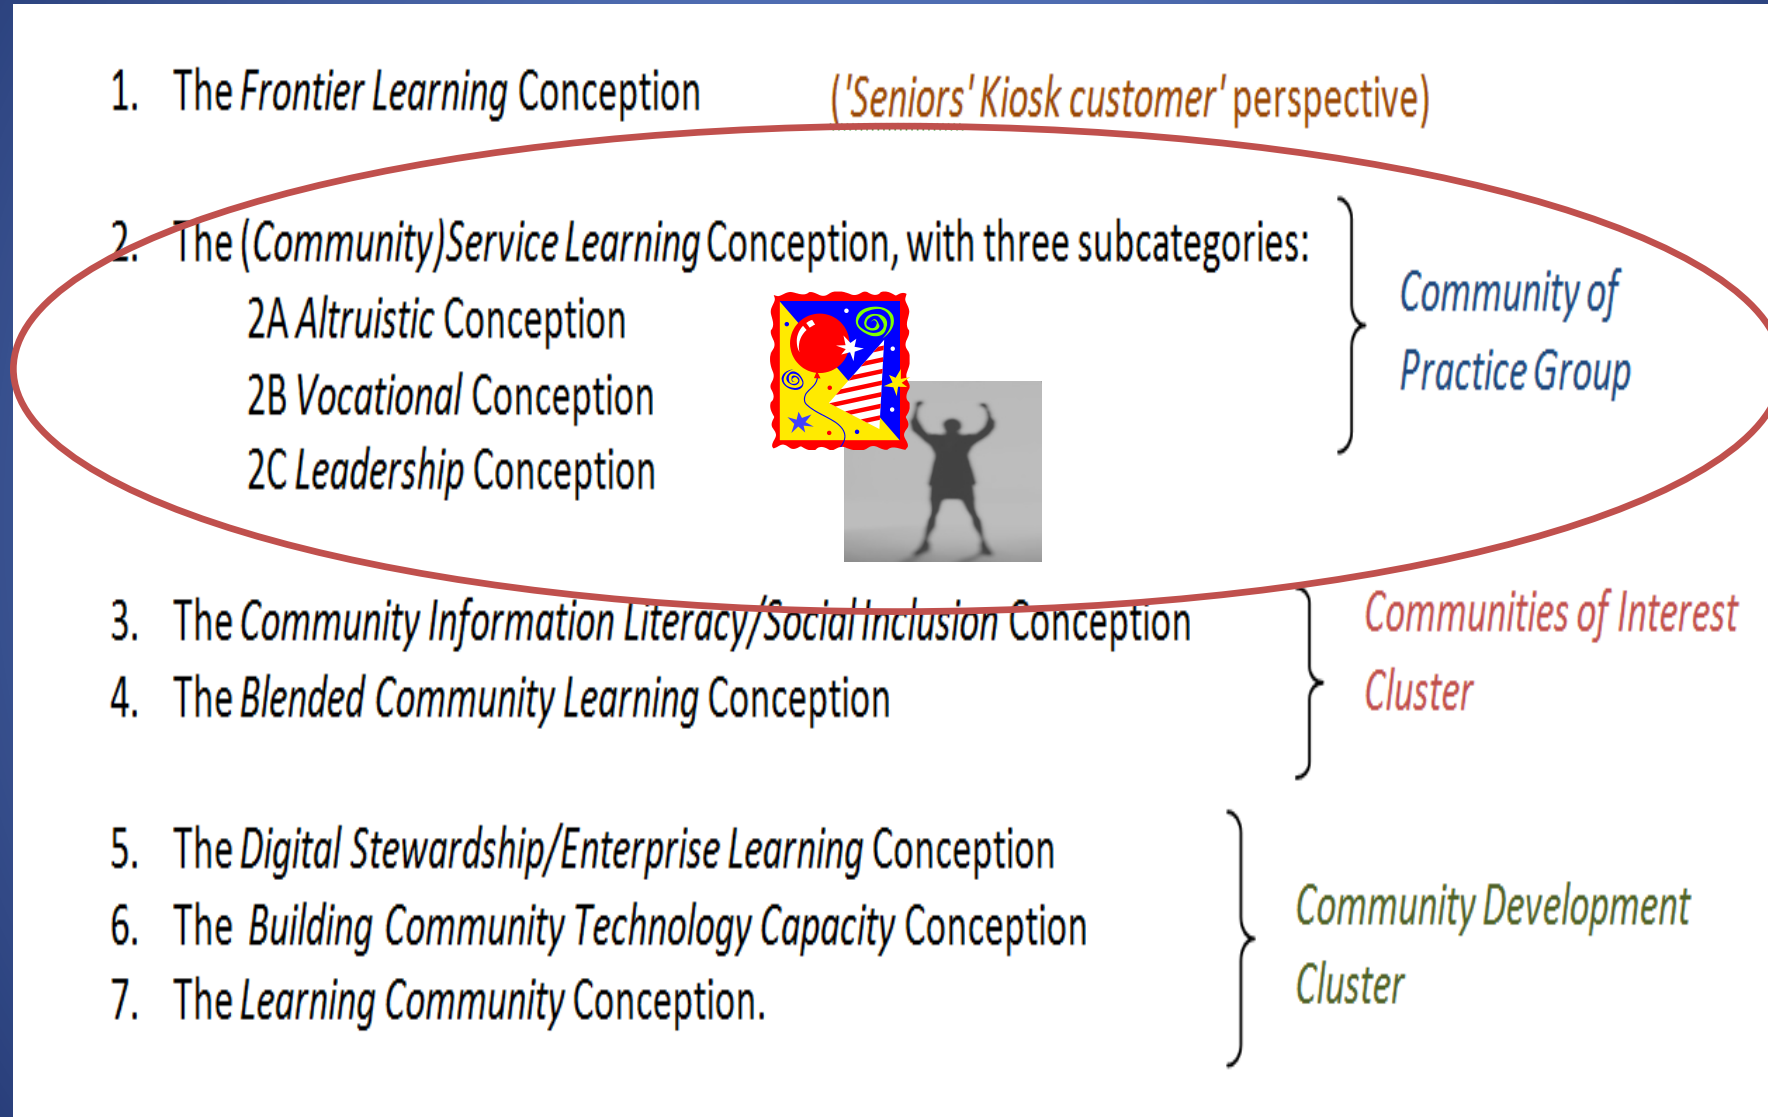 1. The Frontier Learning Conception ('Seniors' Kiosk customer' perspective)
2. The (Community)Service Learning Conception, with three subcategories:
2A Altruistic Conception
2B Vocational Conception
2C Leadership Conception
Community of
Practice Group
3. The Community Information Literacy/Social Inclusion Conception
4. The Blended Community Learning Conception
Communities of Interest
Cluster
5. The Digital Stewardship/Enterprise Learning Conception
6. The Building Community Technology Capacity Conception
7. The Learning Community Conception.
Community Development
Cluster